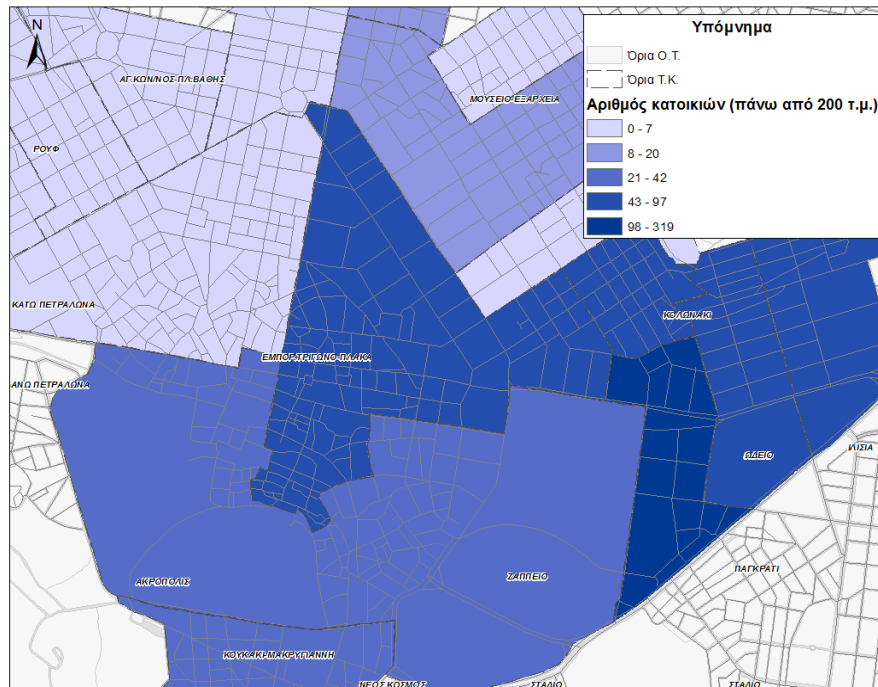 N
Υπόμνημα
Όρια Ο.Τ.
Όρια Τ.Κ.
Αριθμός κατοικιών (πάνω από 200 τ.μ.)
0 - 7
8 - 20
21 - 42
43 - 97
98 - 319
ΑΓ.ΚΩΝ/ΝΟΣ-ΠΛ.ΒΑΘΗΣ
ΜΟΥΣΕΙΟ-ΕΞΑΡΧΕΙΑ
ΡΟΥΦ
ΚΑΤΩ ΠΕΤΡΑΛΩΝΑ
ΚΟΛΩΝΑΚΙ
ΕΜΠΟΡ.ΤΡΙΓΩΝΟ-ΠΛΑΚΑ
ΑΝΩ ΠΕΤΡΑΛΩΝΑ
ΙΛΙΣΙΑ
ΩΔΕΙΟ
ΠΑΓΚΡΑΤΙ
ΖΑΠΠΕΙΟ
ΑΚΡΟΠΟΛΙΣ
ΚΟΥΚΑΚΙ-ΜΑΚΡΥΓΙΑΝΝΗ
ΝΕΟΣ ΚΟΣΜΟΣ
ΣΤΑΔΙΟ
ΣΤΑΔΙΟ